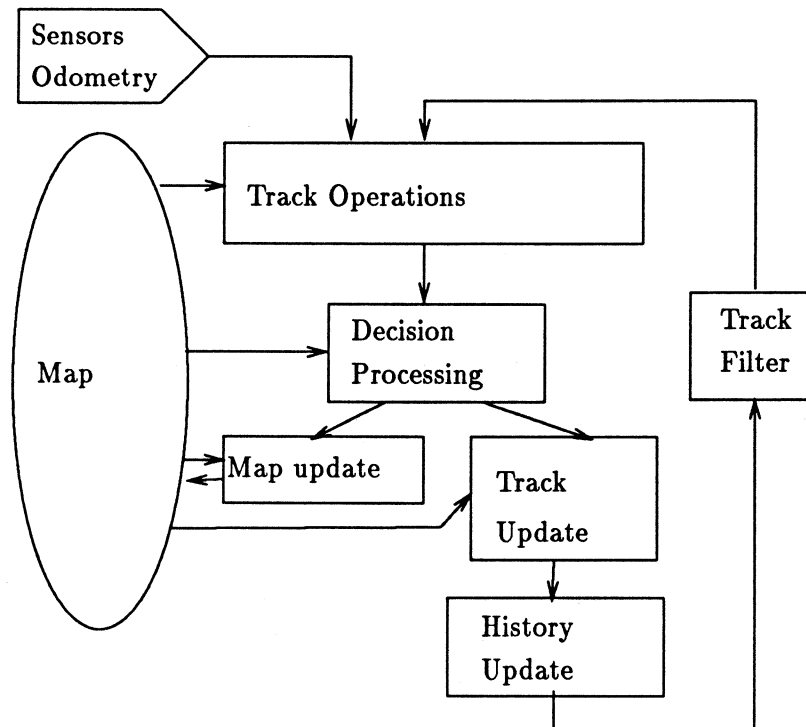 Sensors
Odometry
Track Operations
Decision
Processing
Track
Filter
Map
Map update
Track
Update
History
Update